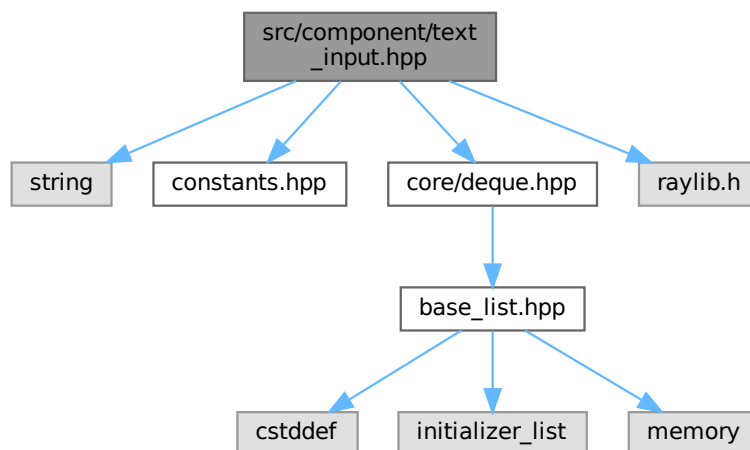 src/component/text
_input.hpp
string
constants.hpp
core/deque.hpp
raylib.h
base_list.hpp
cstddef
initializer_list
memory